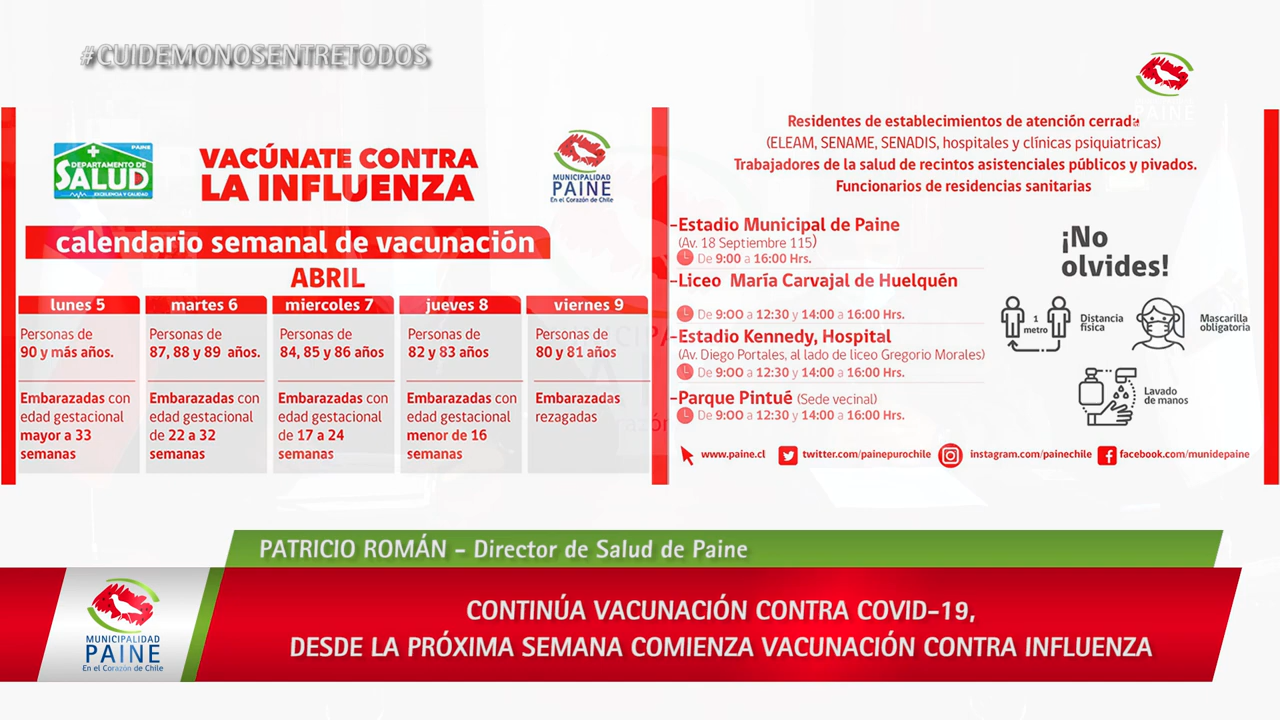 #CUIDEMONOSENTRETODOS
PAINE
PAINE
DEPARTAMENTO DE
SALUD
EXCELENCIA Y CALIDAD
VACÚNATE CONTRA
LA INFLUENZA
MUNICIPALIDAD
PAINE
En el Corazón de Chile
calendario semanal de vacunación
ABRIL
lunes 5
Personas de
90 y más años.
Embarazadas con
edad gestacional
mayor a 33
semanas
martes 6
Personas de
87, 88 y 89 años.
Embarazadas con
edad gestacional
de 22 a 32
semanas
miercoles 7
Personas de
84, 85 y 86 años
Embarazadas con
edad gestacional
de 17 a 24
semanas
jueves 8
Personas de
82 y 83 años
Embarazadas con
edad gestacional
menor de 16
semanas
viernes 9
Personas de
80 y 81 años
Embarazadas
rezagadas
Residentes de establecimientos de atención cerrada
(ELEAM, SENAME, SENADIS, hospitales y clínicas psiquiatricas)
Trabajadores de la salud de recintos asistenciales públicos y pivados.
Funcionarios de residencias sanitarias
-Estadio Municipal de Paine
(Av. 18 Septiembre 115)
De 9:00 a 16:00 Hrs.
-Liceo María Carvajal de Huelquén
De 9:00 a 12:30 y 14:00 a 16:00 Hrs.
-Estadio Kennedy, Hospital
(Av. Diego Portales, al lado de liceo Gregorio Morales)
De 9:00 a 12:30 y 14:00 a 16:00 Hrs.
-Parque Pintué (Sede vecinal)
De 9:00 a 12:30 y 14:00 a 16:00 Hrs.
¡No
olvides!
1
metro
Distancia
física
Mascarilla
obligatoria
Lavado
de manos
www.paine.cl
twitter.com/painepurochile
instagram.com/painechile
facebook.com/munidepaine
PATRICIO ROMÁN - Director de Salud de Paine
MUNICIPALIDAD
PAINE
En el Corazón de Chile
CONTINÚA VACUNACIÓN CONTRA COVID-19,
DESDE LA PRÓXIMA SEMANA COMIENZA VACUNACIÓN CONTRA INFLUENZA